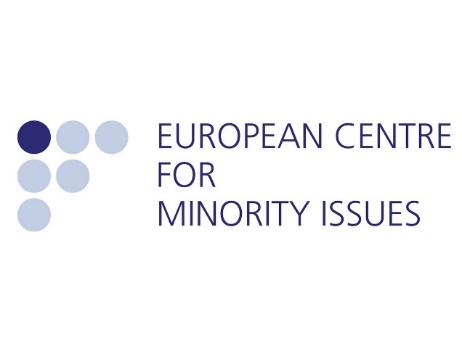 EUROPEAN CENTRE
FOR
MINORITY ISSUES